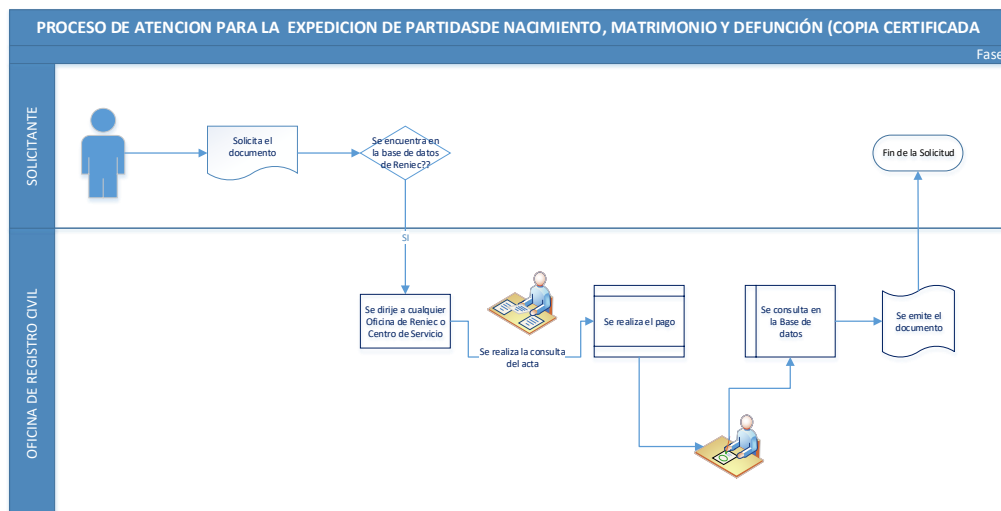 PROCESO DE ATENCION PARA LA EXPEDICION DE PARTIDASDE NACIMIENTO, MATRIMONIO Y DEFUNCIÓN (COPIA CERTIFICADA
Fase
SOLICITANTE
Solicita el
documento
Se encuentra en
la base de datos
de Reniec??
Fin de la Solicitud
SI
OFICINA DE REGISTRO CIVIL
Se dirije a cualquier
Oficina de Reniec o
Centro de Servicio
Se realiza la consulta
del acta
Se realiza el pago
Se consulta en
la Base de
datos
Se emite el
documento